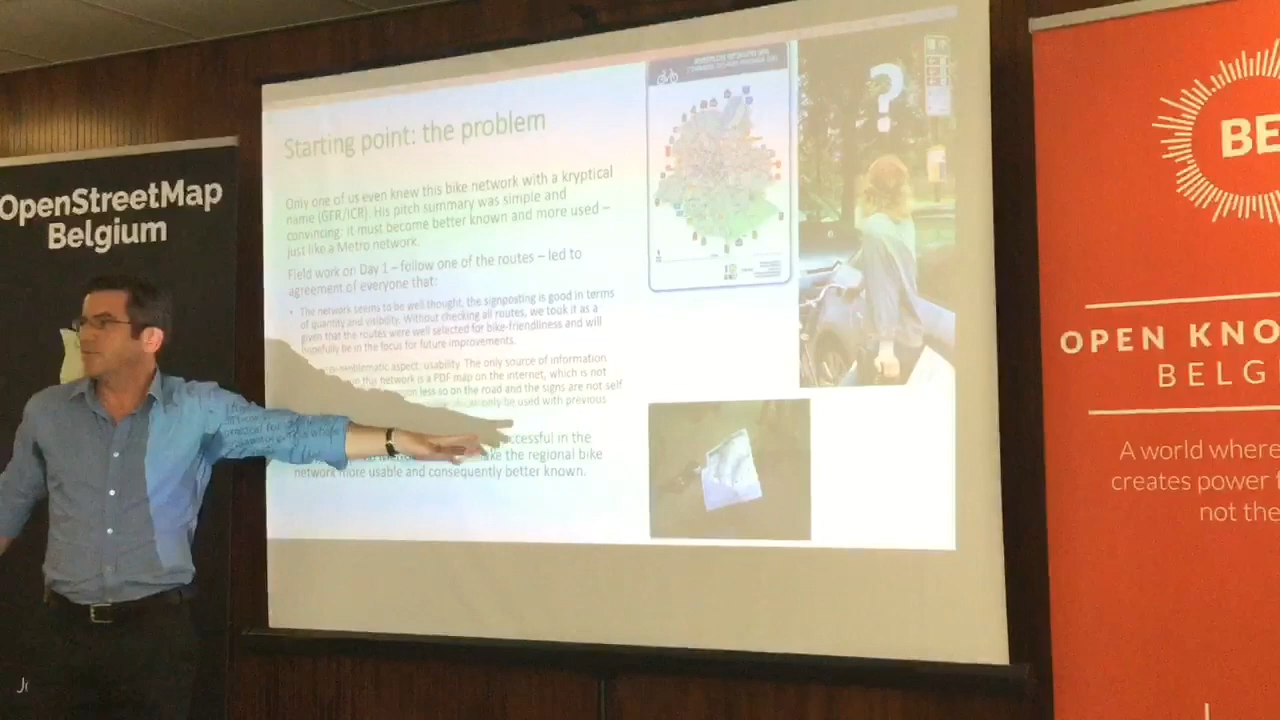 OpenStreetMap
Belgium
Starting point: the problem
Only one of us even knew this bike network with a kryptical
name (GFR/ICR). His pitch summary was simple and
convincing: it must become better known and more used –
just like a Metro network.
Field work on Day 1 – follow one of the routes – led to
agreement of everyone that:
• The network seems to be well thought, the signposting is good in terms
of quantity and visibility. Without checking all routes, we took it as a
given that the routes were well selected for bike-friendliness and will
hopefully be in the focus for future improvements.
problematic aspect: usability. The only source of information
this network is a PDF map on the internet, which is not
less so on the road and the signs are not self
only be used with previous
in the
the regional bike
network more usable and consequently better known.
?
BE
OPEN KNO
BELGI
A world where
creates power f
not the